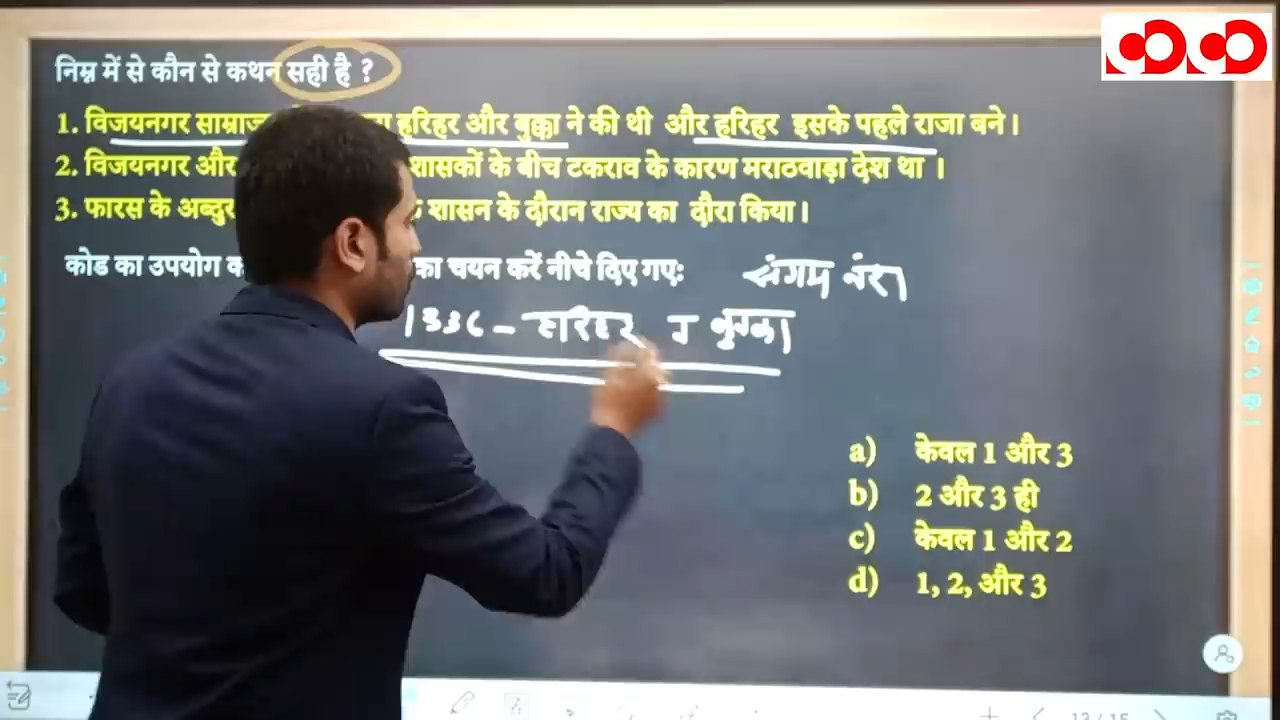 निम्न में से कौन से कथन सही है ?
1. विजयनगर हरिहर और बुक्का ने की थी और हरिहर इसके पहले राजा बने।
2. विजयनगर और शासकों के बीच टकराव के कारण मराठवाड़ा देश था ।
3. फारस के शासन के दौरान राज्य का दौरा किया।
कोड का उपयोग का चयन करें नीचे दिए गए:
संगम वंश
1336 - हरिहर व बुक्का
a) केवल 1 और 3
b) 2 और 3 ही
c) केवल 1 और 2
d) 1, 2, और 3
13 / 15